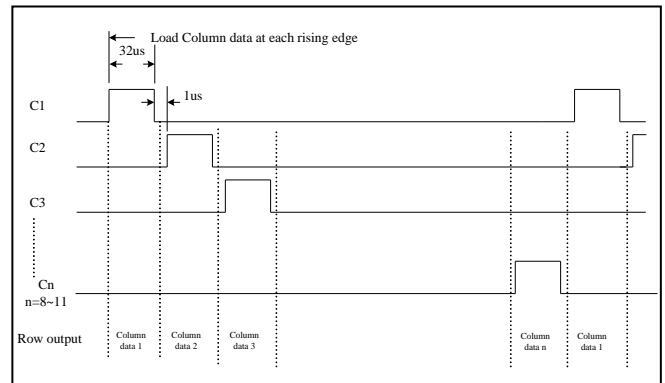 Load Column data at each rising edge
32us
1us
C1
C2
C3
Cn
n=8~11
Row output
Column data 1
Column data 2
Column data 3
Column data n
Column data 1